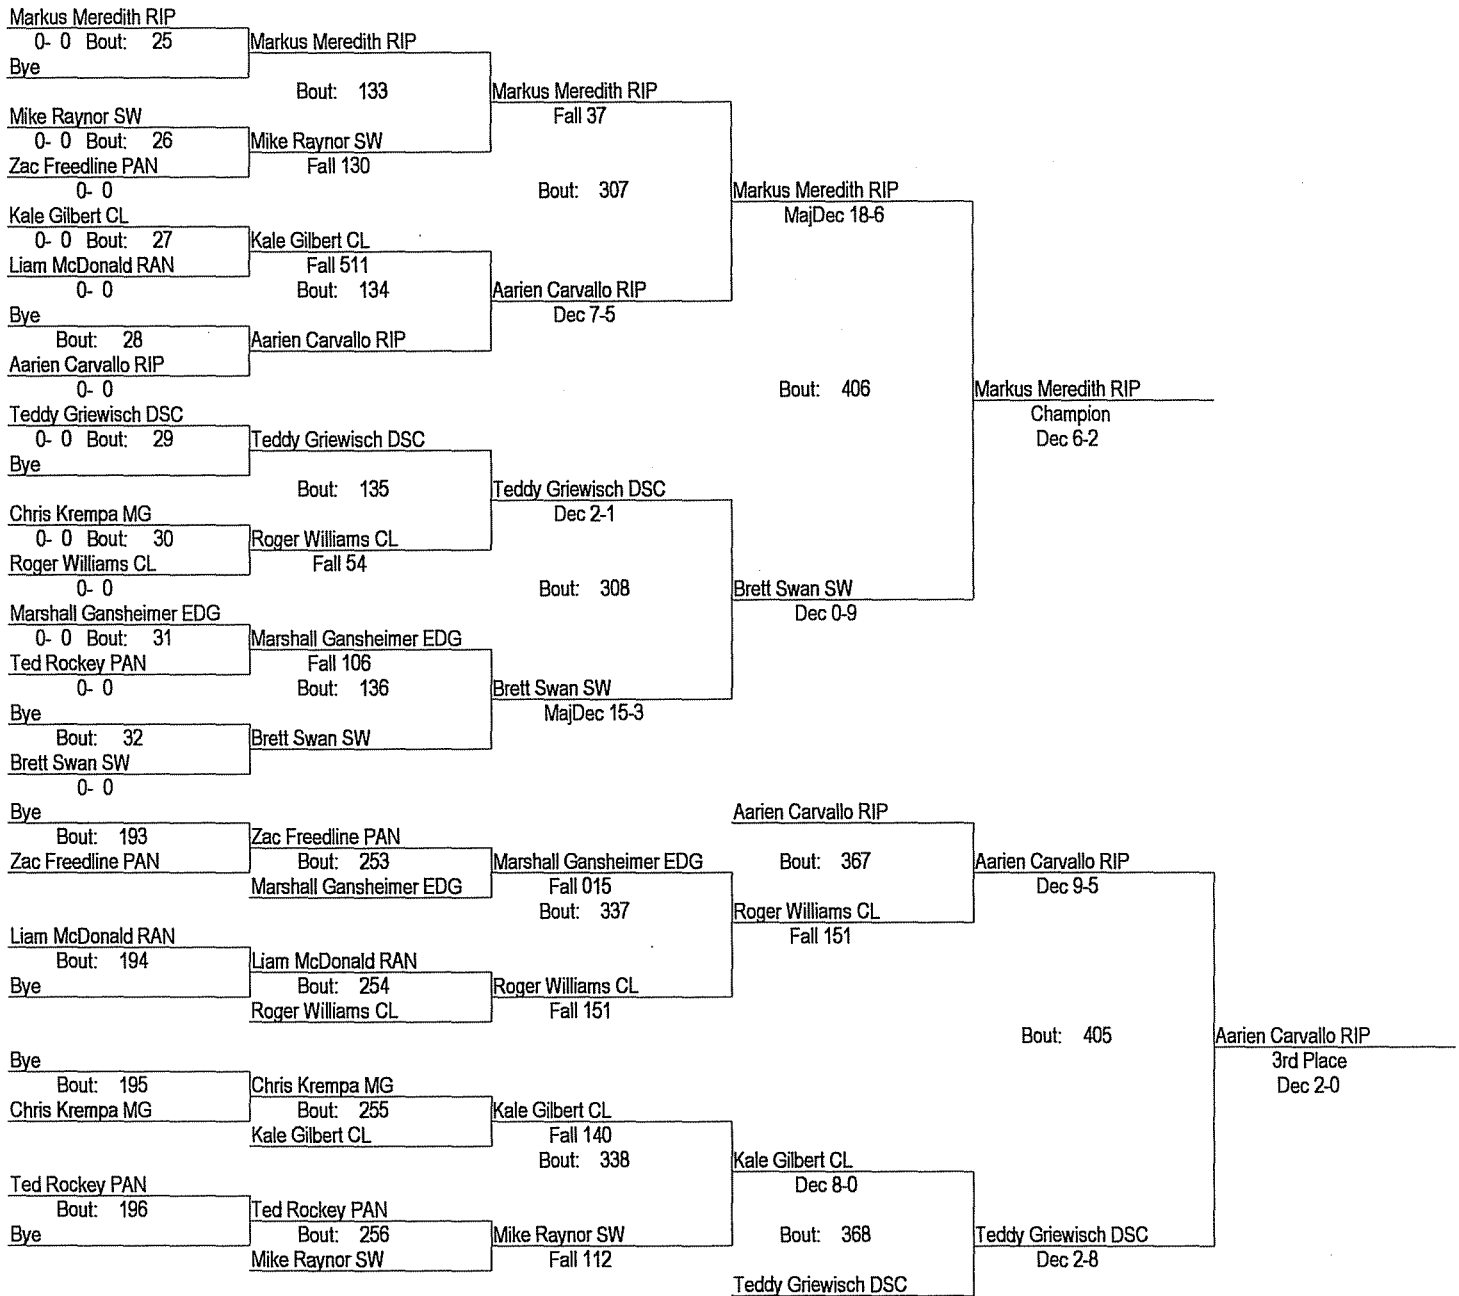 Markus Meredith RIP
0- 0 Bout: 25
Markus Meredith RIP
Bye
Bout: 133
Markus Meredith RIP
Fall 37
Mike Raynor SW
0- 0 Bout: 26
Mike Raynor SW
Zac Freedline PAN
Fall 130
0- 0
Bout: 307
Markus Meredith RIP
MajDec 18-6
Kale Gilbert CL
0- 0 Bout: 27
Kale Gilbert CL
Liam McDonald RAN
Fall 511
0- 0
Bout: 134
Aarien Carvallo RIP
Dec 7-5
Bye
Bout: 28
Aarien Carvallo RIP
Aarien Carvallo RIP
0- 0
Bout: 406
Markus Meredith RIP
Champion
Dec 6-2
Teddy Griewisch DSC
0- 0 Bout: 29
Teddy Griewisch DSC
Bye
Bout: 135
Teddy Griewisch DSC
Dec 2-1
Chris Krempa MG
0- 0 Bout: 30
Roger Williams CL
Roger Williams CL
Fall 54
0- 0
Bout: 308
Brett Swan SW
Dec 0-9
Marshall Gansheimer EDG
0- 0 Bout: 31
Marshall Gansheimer EDG
Ted Rockey PAN
Fall 106
0- 0
Bout: 136
Brett Swan SW
MajDec 15-3
Bye
Bout: 32
Brett Swan SW
Brett Swan SW
0- 0
Bye
Aarien Carvallo RIP
Bout: 193
Zac Freedline PAN
Zac Freedline PAN
Bout: 253
Marshall Gansheimer EDG
Bout: 367
Aarien Carvallo RIP
Marshall Gansheimer EDG
Fall 015
Dec 9-5
Bout: 337
Roger Williams CL
Fall 151
Liam McDonald RAN
Bout: 194
Liam McDonald RAN
Bye
Bout: 254
Roger Williams CL
Roger Williams CL
Fall 151
Bout: 405
Aarien Carvallo RIP
3rd Place
Dec 2-0
Bye
Bout: 195
Chris Krempa MG
Chris Krempa MG
Bout: 255
Kale Gilbert CL
Kale Gilbert CL
Fall 140
Bout: 338
Kale Gilbert CL
Dec 8-0
Ted Rockey PAN
Bout: 196
Ted Rockey PAN
Bye
Bout: 256
Mike Raynor SW
Bout: 368
Teddy Griewisch DSC
Mike Raynor SW
Fall 112
Dec 2-8
Teddy Griewisch DSC